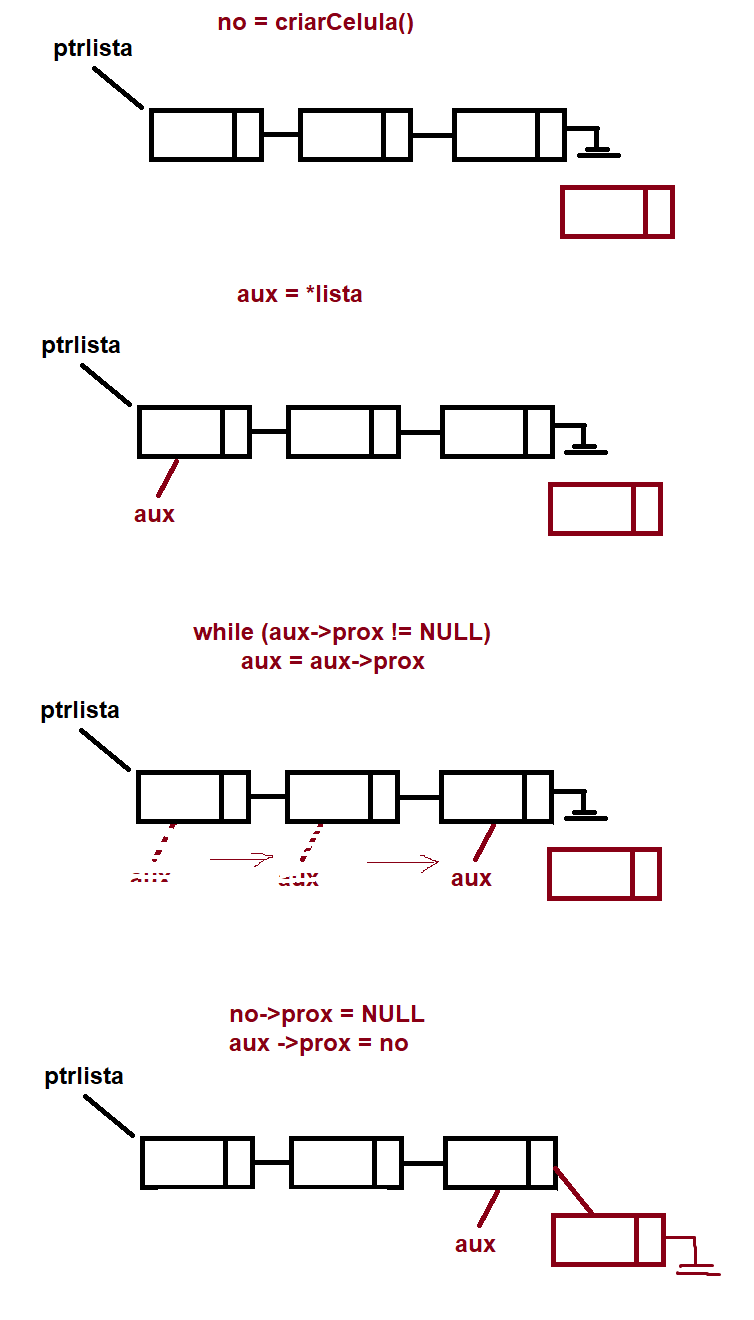 no = criarCelula()
ptrlista
aux = *lista
ptrlista
aux
while (aux->prox != NULL)
aux = aux->prox
ptrlista
aux
aux
aux
no->prox = NULL
aux ->prox = no
ptrlista
aux